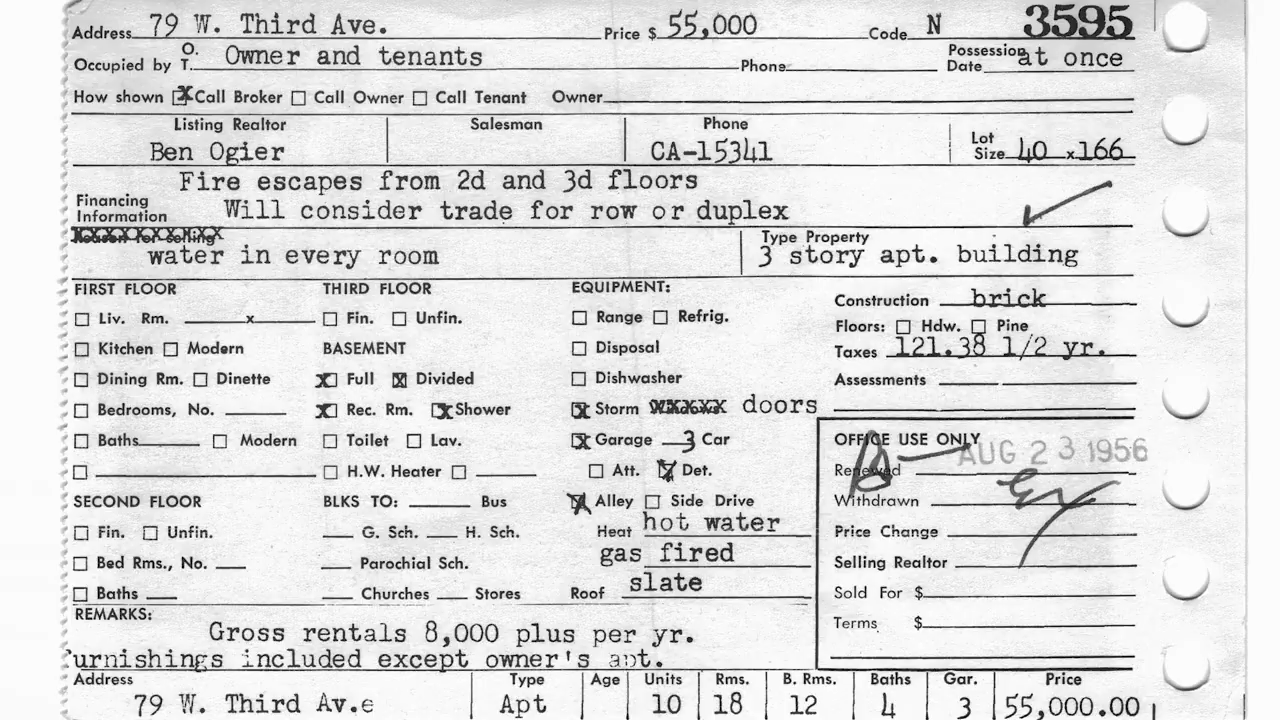 Address 79 W. Third Ave. Price $ 55,000 Code N 3595
Occupied by O. T. Owner and tenants Phone Possession Date at once
How shown X Call Broker Call Owner Call Tenant Owner
Listing Realtor Salesman Phone
Ben Ogier CA-15341 Lot Size 40 x 166
Fire escapes from 2d and 3d floors
Financing Information Will consider trade for row or duplex
Reason for selling
water in every room Type Property 3 story apt. building
FIRST FLOOR THIRD FLOOR EQUIPMENT:
Construction brick
Liv. Rm. x Fin. Unfin. Range Refrig.
Floors: Hdw. Pine
Kitchen Modern BASEMENT Disposal
Taxes 121.38 1/2 yr.
Dining Rm. Dinette X Full X Divided Dishwasher
Assessments
Bedrooms, No. X Rec. Rm. X Shower X Storm xxxxx doors
Baths Modern Toilet Lav. X Garage 3 Car
OFFICE USE ONLY AUG 23 1956
H.W. Heater Att. X Det.
Renewed
SECOND FLOOR BLKS TO: Bus X Alley Side Drive
Withdrawn
Fin. Unfin. G. Sch. H. Sch. Heat hot water
Price Change
gas fired
Bed Rms., No. Parochial Sch.
Selling Realtor
Baths Churches Stores Roof slate
Sold For $
REMARKS:
Terms $
Gross rentals 8,000 plus per yr.
urnishings included except owner's apt.
Address Type Age Units Rms. B. Rms. Baths Gar. Price
79 W. Third Av.e Apt 10 18 12 4 3 55,000.00